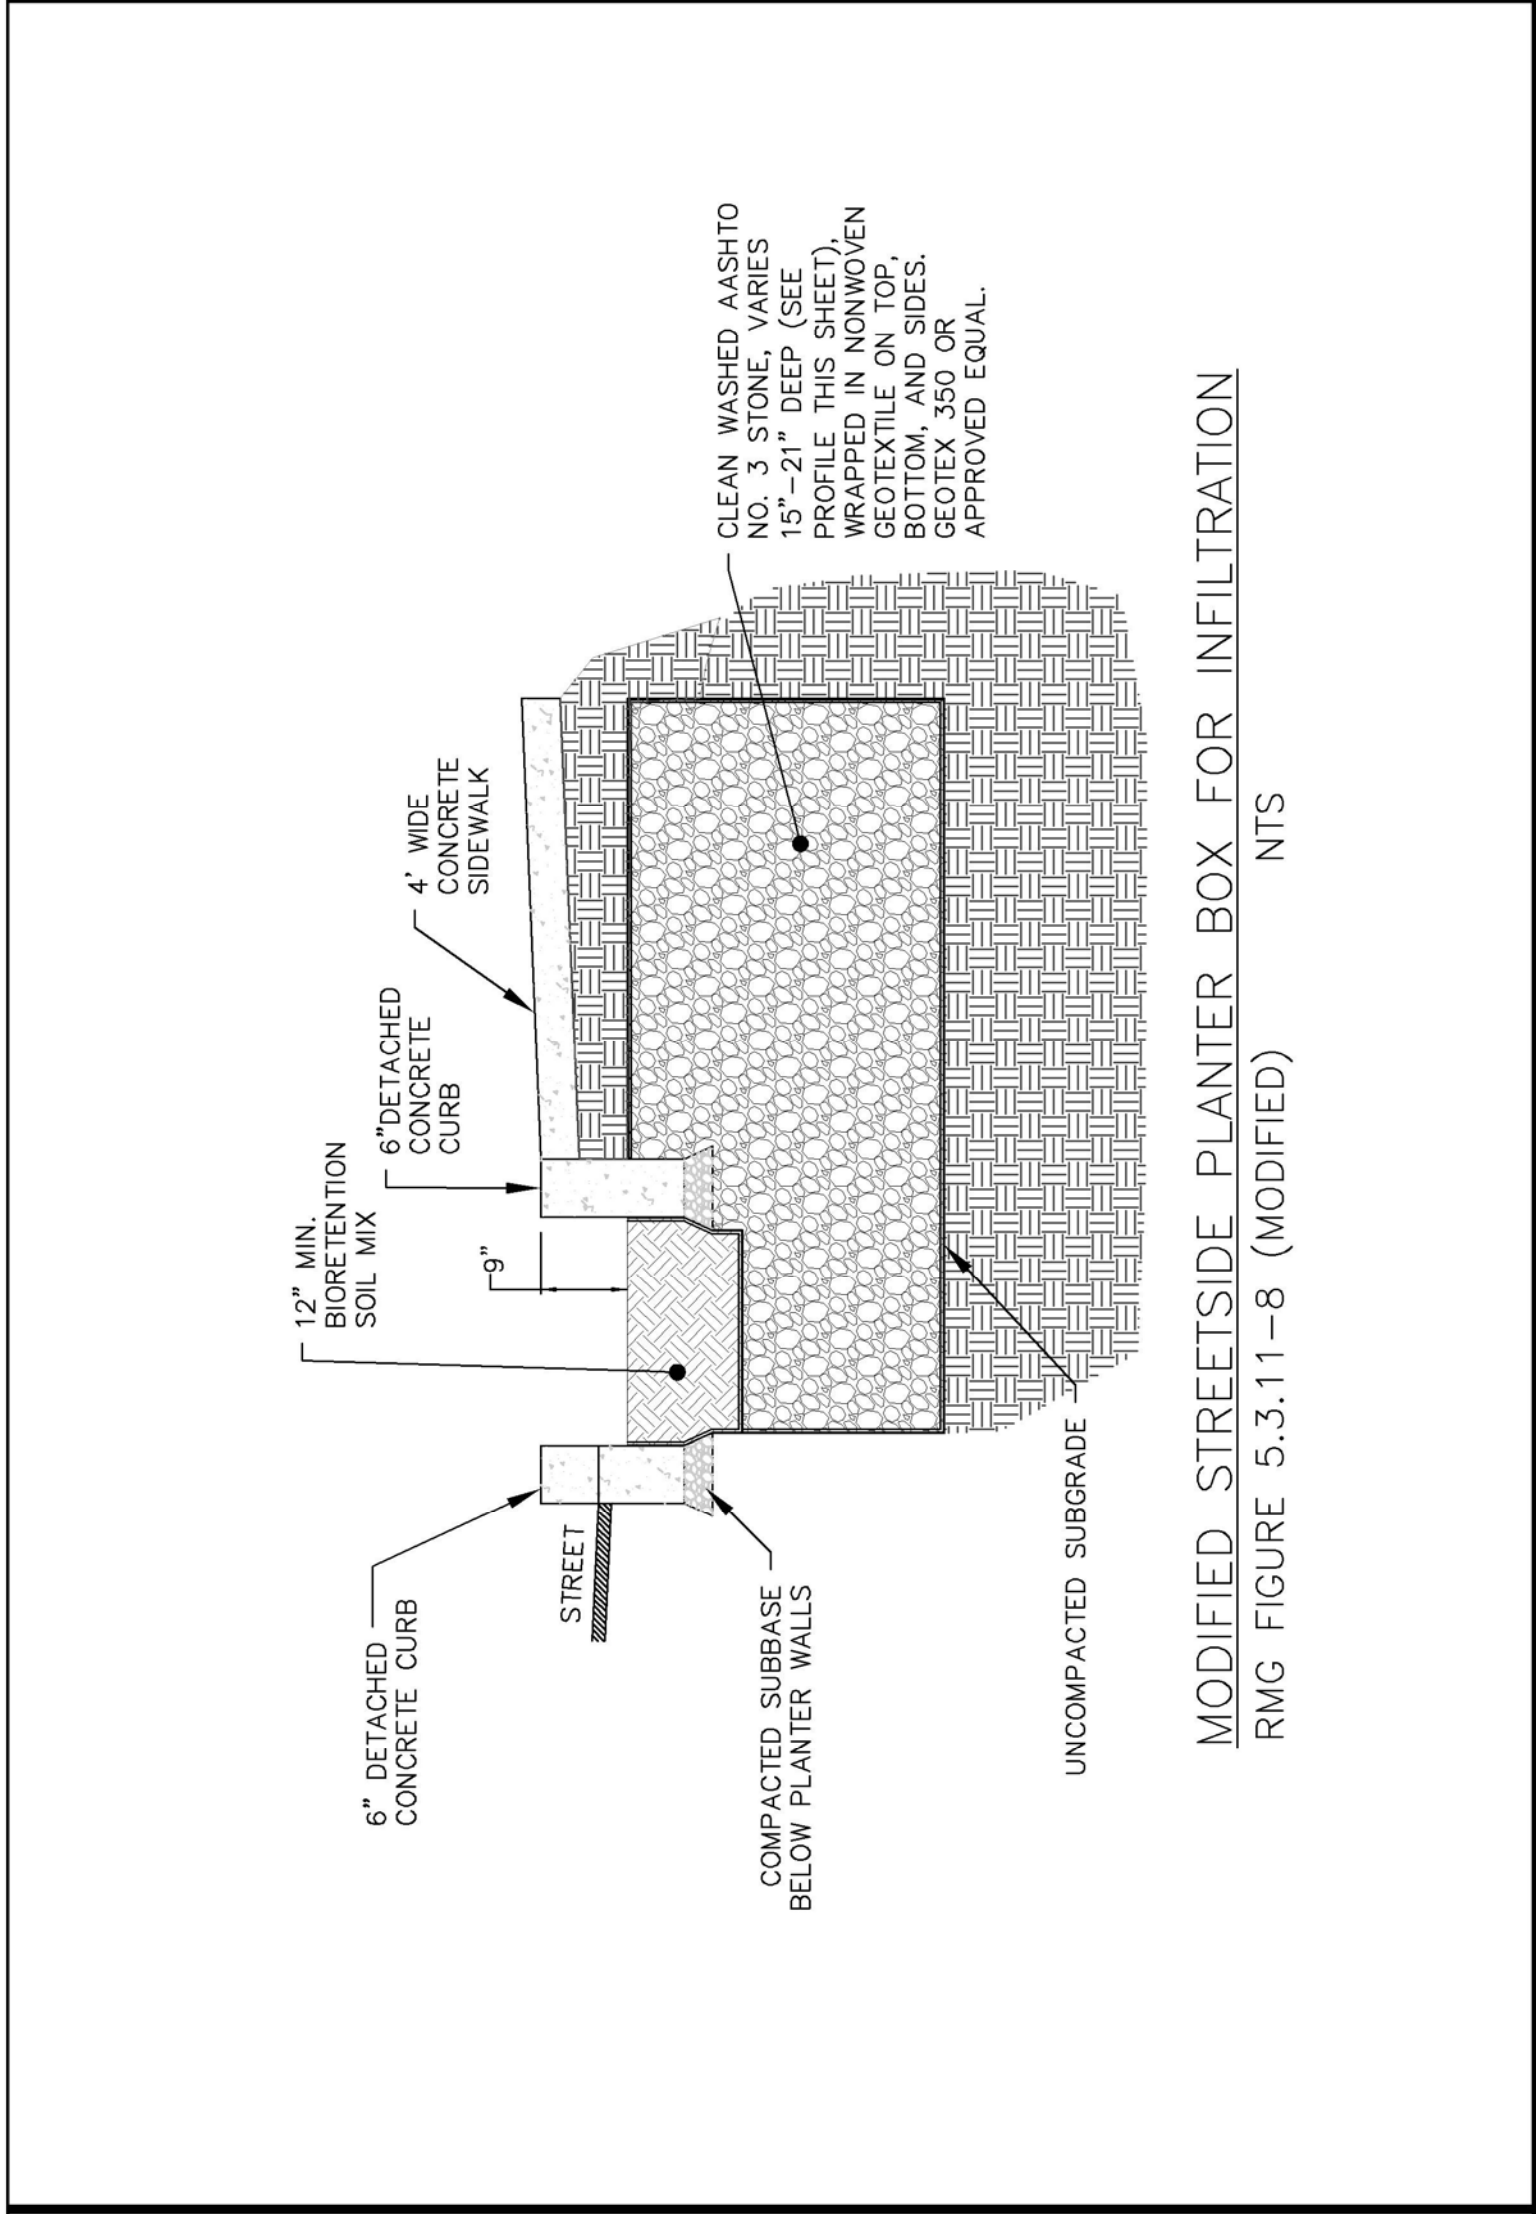 12" MIN.
BIORETENTION
SOIL MIX
6" DETACHED
CONCRETE CURB
6"DETACHED
CONCRETE
CURB
4' WIDE
CONCRETE
SIDEWALK
9"
STREET
CLEAN WASHED AASHTO
NO. 3 STONE, VARIES
15"-21" DEEP (SEE
PROFILE THIS SHEET),
WRAPPED IN NONWOVEN
GEOTEXTILE ON TOP,
BOTTOM, AND SIDES.
GEOTEX 350 OR
APPROVED EQUAL.
COMPACTED SUBBASE
BELOW PLANTER WALLS
UNCOMPACTED SUBGRADE
MODIFIED STREETSIDE PLANTER BOX FOR INFILTRATION
RMG FIGURE 5.3.11-8 (MODIFIED) NTS